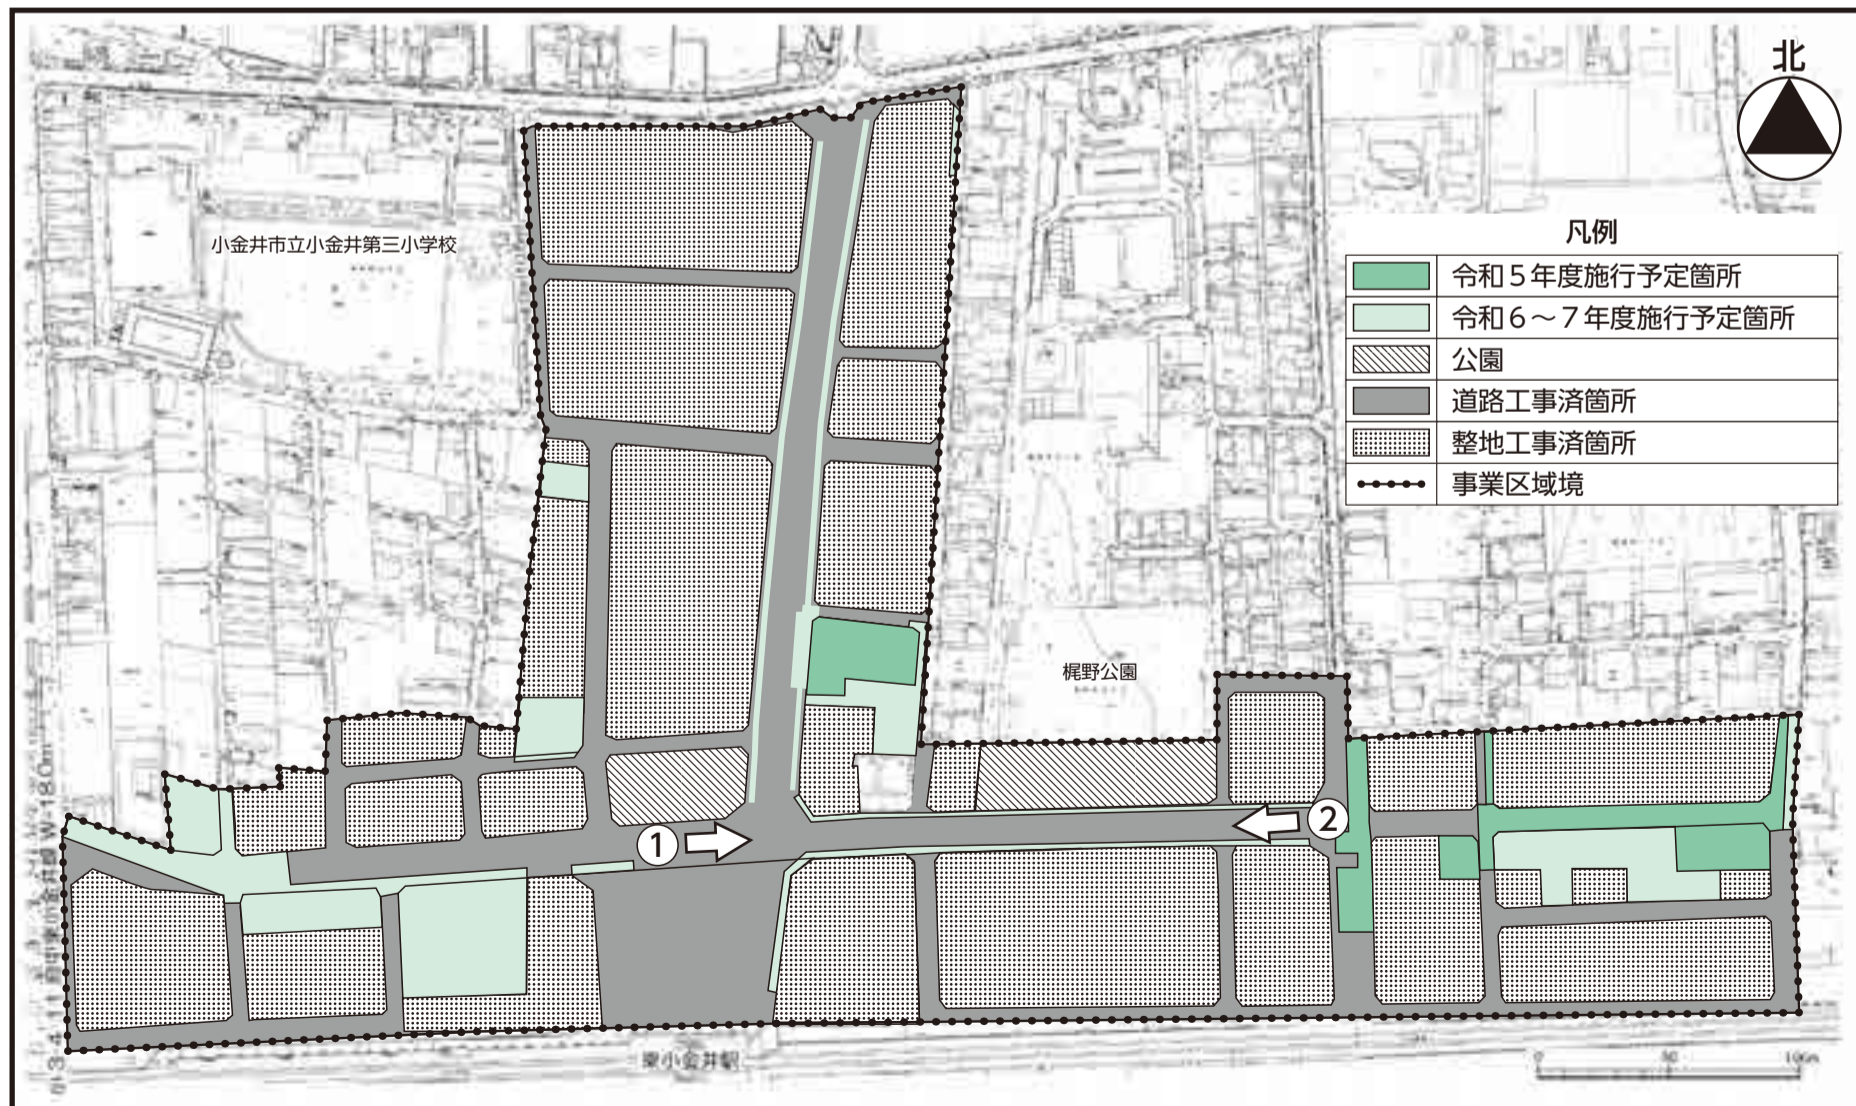 北
小金井市立小金井第三小学校
凡例
令和5年度施行予定箇所
令和6～7年度施行予定箇所
公園
道路工事済箇所
整地工事済箇所
事業区域境
梶野公園
①
②
東小金井駅
0
50
100m